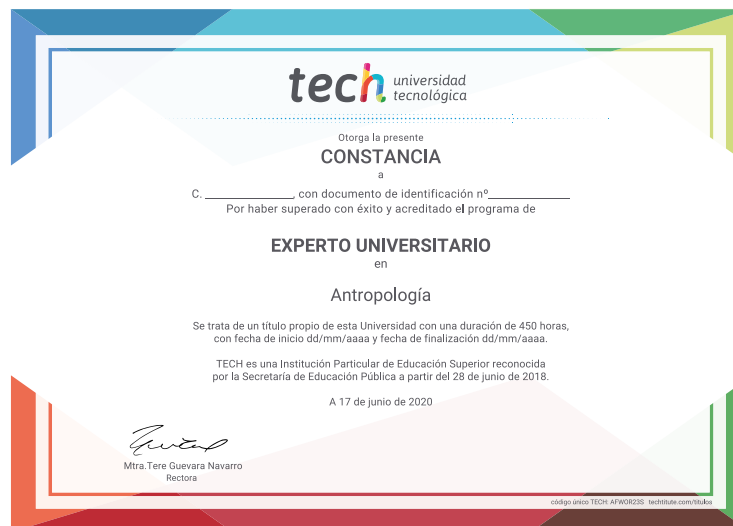 tech universidad
tecnológica
Otorga la presente
CONSTANCIA
a
C. ______________, con documento de identificación nº______________
Por haber superado con éxito y acreditado el programa de
EXPERTO UNIVERSITARIO
en
Antropología
Se trata de un título propio de esta Universidad con una duración de 450 horas,
con fecha de inicio dd/mm/aaaa y fecha de finalización dd/mm/aaaa.
TECH es una Institución Particular de Educación Superior reconocida
por la Secretaría de Educación Pública a partir del 28 de junio de 2018.
A 17 de junio de 2020
Mtra.Tere Guevara Navarro
Rectora
código único TECH: AFWOR23S techtitute.com/titulos